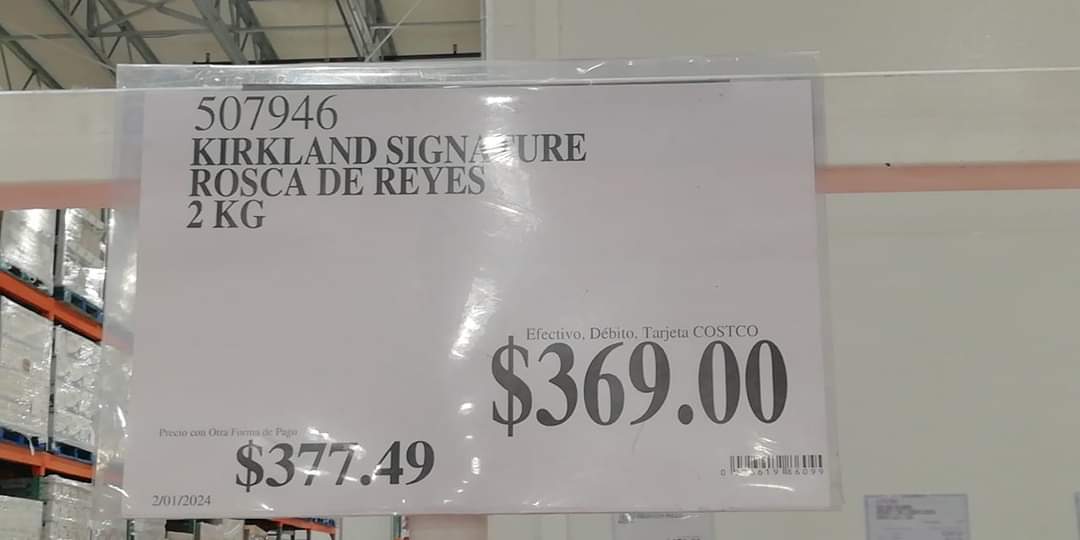 507946
KIRKLAND SIGNATURE
ROSCA DE REYES
2 KG
Efectivo, Débito, Tarjeta COSTCO
$369.00
Precio con Otra Forma de Pago
$377.49
2/01/2024